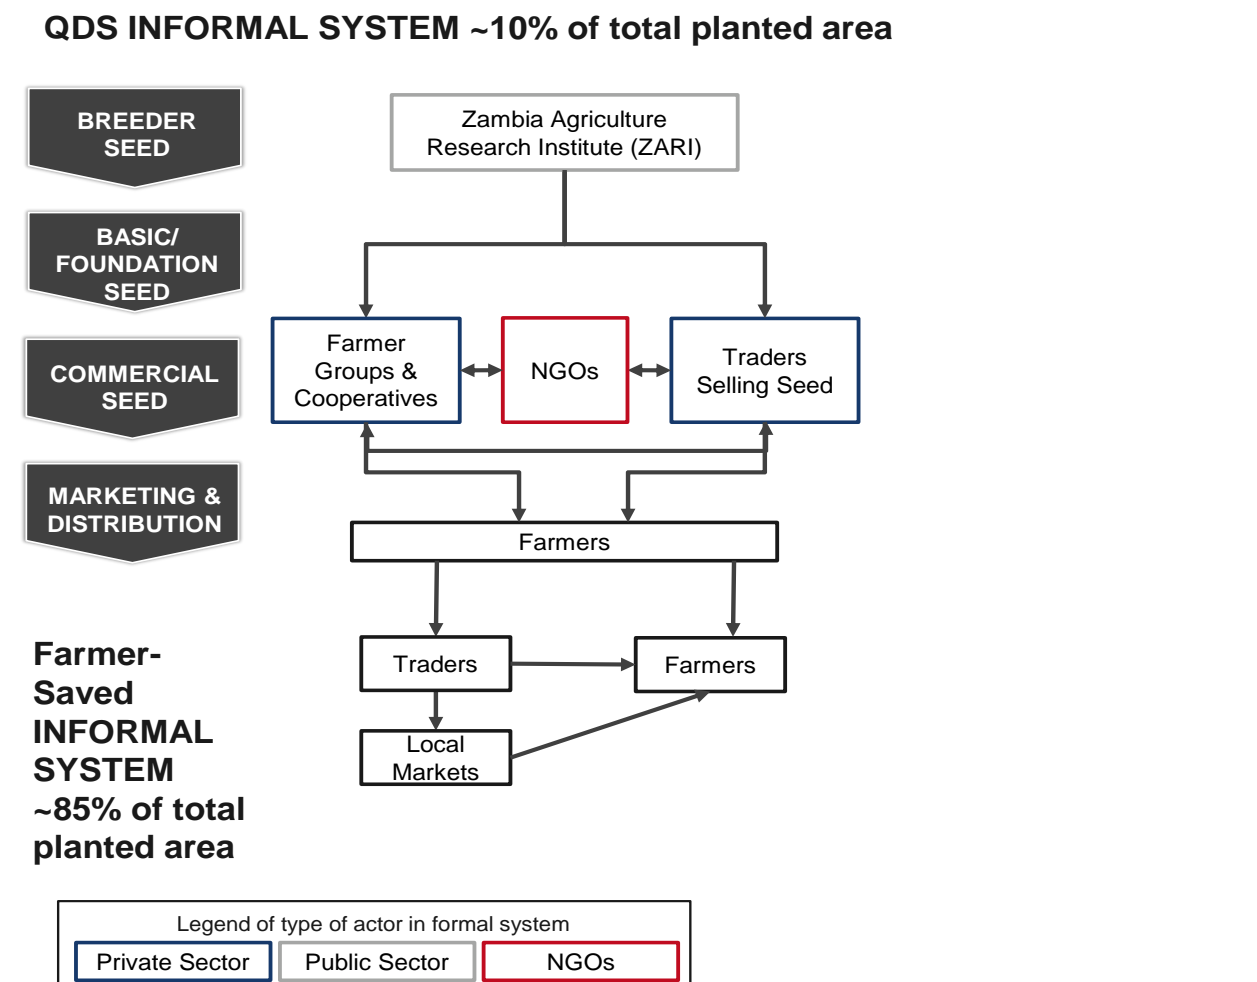 QDS INFORMAL SYSTEM ~10% of total planted area
BREEDER
SEED
Zambia Agriculture
Research Institute (ZARI)
BASIC/
FOUNDATION
SEED
COMMERCIAL
SEED
Farmer
Groups &
Cooperatives
NGOs
Traders
Selling Seed
MARKETING &
DISTRIBUTION
Farmers
Traders
Farmers
Local
Markets
Farmer-
Saved
INFORMAL
SYSTEM
~85% of total
planted area
Legend of type of actor in formal system
Private Sector
Public Sector
NGOs